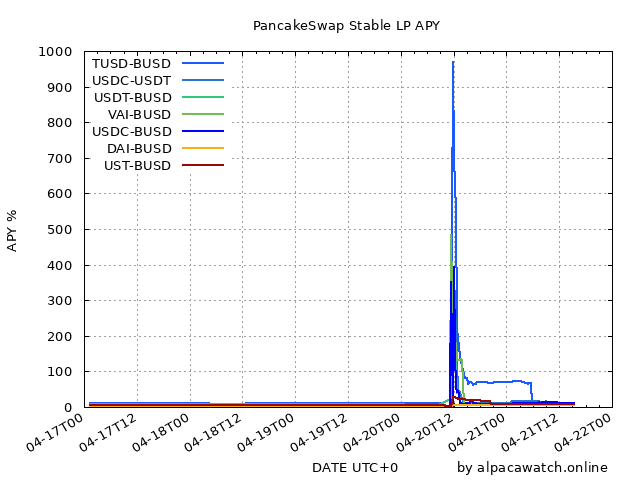 PancakeSwap Stable LP APY
1000
900
800
700
600
500
400
300
200
100
0
APY %
TUSD-BUSD
USDC-USDT
USDT-BUSD
VAI-BUSD
USDC-BUSD
DAI-BUSD
UST-BUSD
04-17T00
04-17T12
04-18T00
04-18T12
04-19T00
04-19T12
04-20T00
04-20T12
04-21T00
04-21T12
04-22T00
DATE UTC+0
by alpacawatch.online